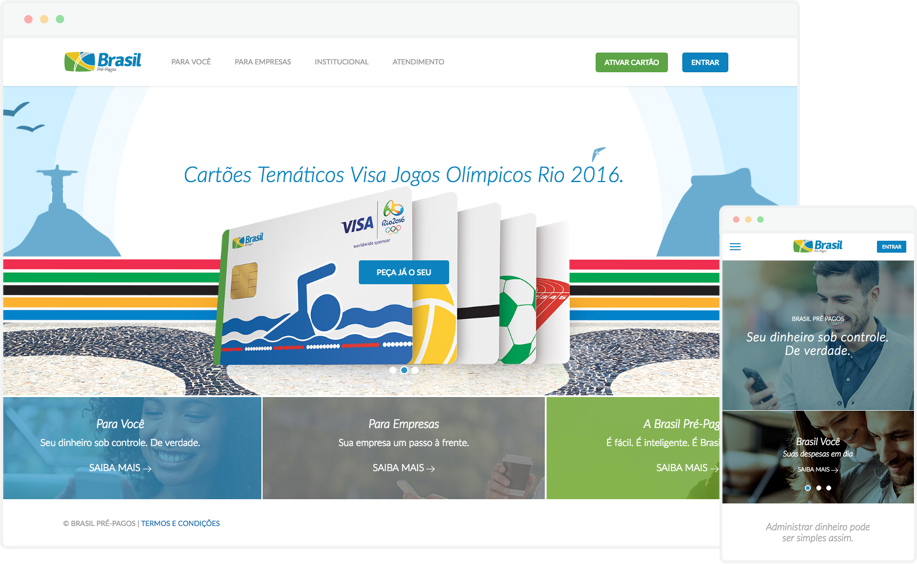 Brasil
Pré-Pagos
PARA VOCÊ
PARA EMPRESAS
INSTITUCIONAL
ATENDIMENTO
ATIVAR CARTÃO
ENTRAR
Cartões Temáticos Visa Jogos Olímpicos Rio 2016.
Brasil
VISA
Rio2016
worldwide sponsor
PEÇA JÁ O SEU
3 4 5
Para Você
Seu dinheiro sob controle. De verdade.
SAIBA MAIS
Para Empresas
Sua empresa um passo à frente.
SAIBA MAIS
A Brasil Pré-Pag
É fácil. É inteligente. É Bras
SAIBA MAIS
© BRASIL PRÉ-PAGOS | TERMOS E CONDIÇÕES
Brasil
ENTRAR
BRASIL PRÉ PAGOS
Seu dinheiro sob controle.
De verdade.
Brasil Você
Suas despesas em dia
SAIBA MAIS
Administrar dinheiro pode
ser simples assim.